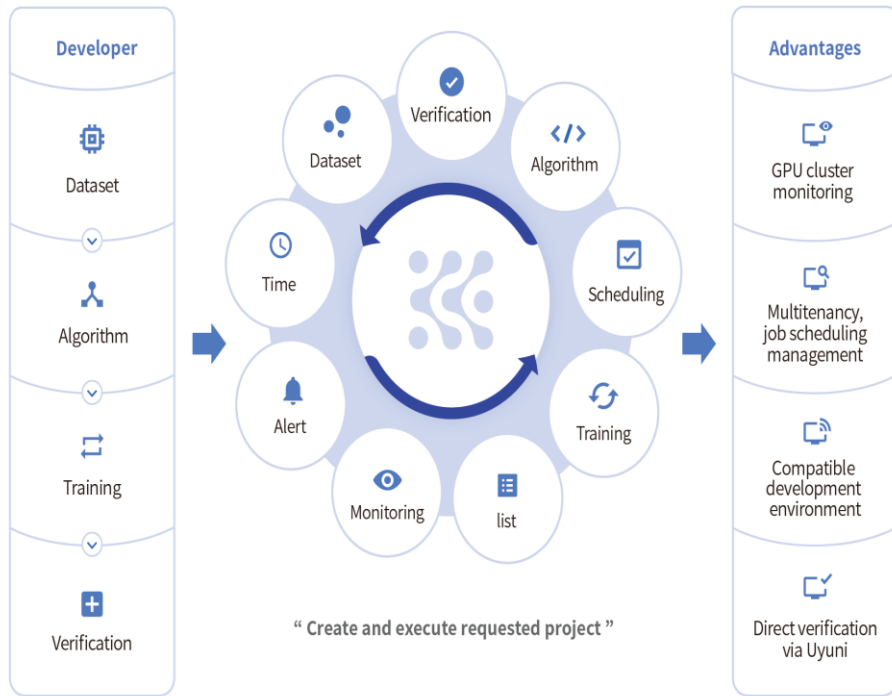 Developer
Dataset
Algorithm
Training
Verification
Verification
Algorithm
Scheduling
Training
list
Monitoring
Alert
Time
Dataset
“ Create and execute requested project ”
Advantages
GPU cluster
monitoring
Multitenancy,
job scheduling
management
Compatible
development
environment
Direct verification
via Uyuni